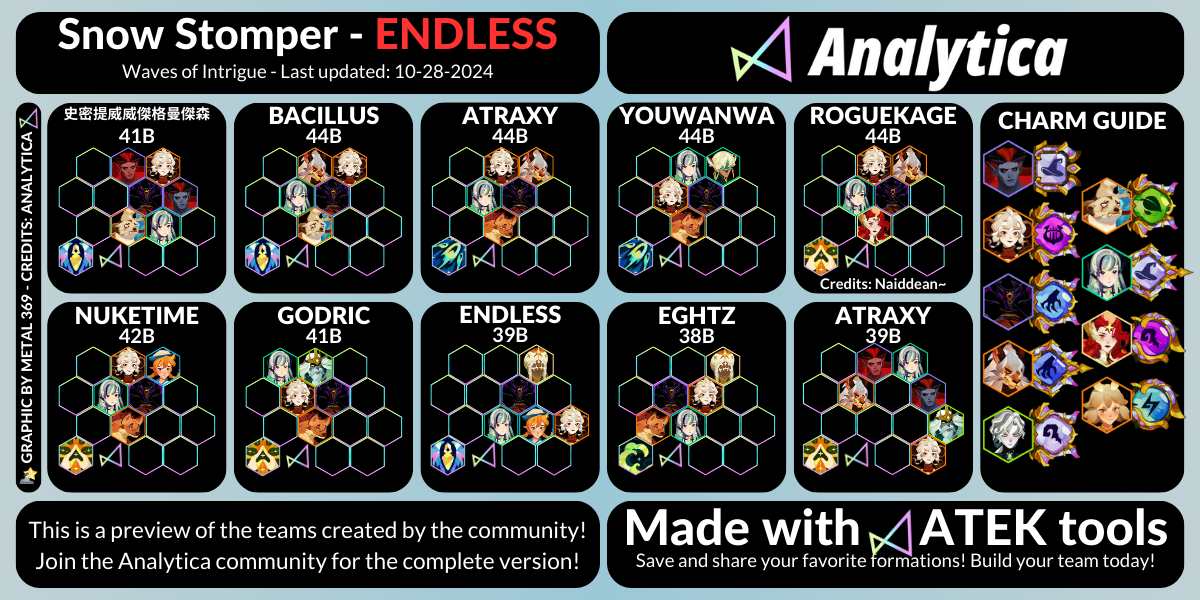 Snow Stomper - ENDLESS
Waves of Intrigue - Last updated: 10-28-2024
Analytica
GRAPHIC BY METAL 369 - CREDITS: ANALYTICA
史密提威威傑格曼傑森
41B
BACILLUS
44B
ATRAXY
44B
YOUWANWA
44B
ROGUEKAGE
44B
Credits: Naiddean~
CHARM GUIDE
NUKETIME
42B
GODRIC
41B
ENDLESS
39B
EGHTZ
38B
ATRAXY
39B
This is a preview of the teams created by the community!
Join the Analytica community for the complete version!
Made with ATEK tools
Save and share your favorite formations! Build your team today!